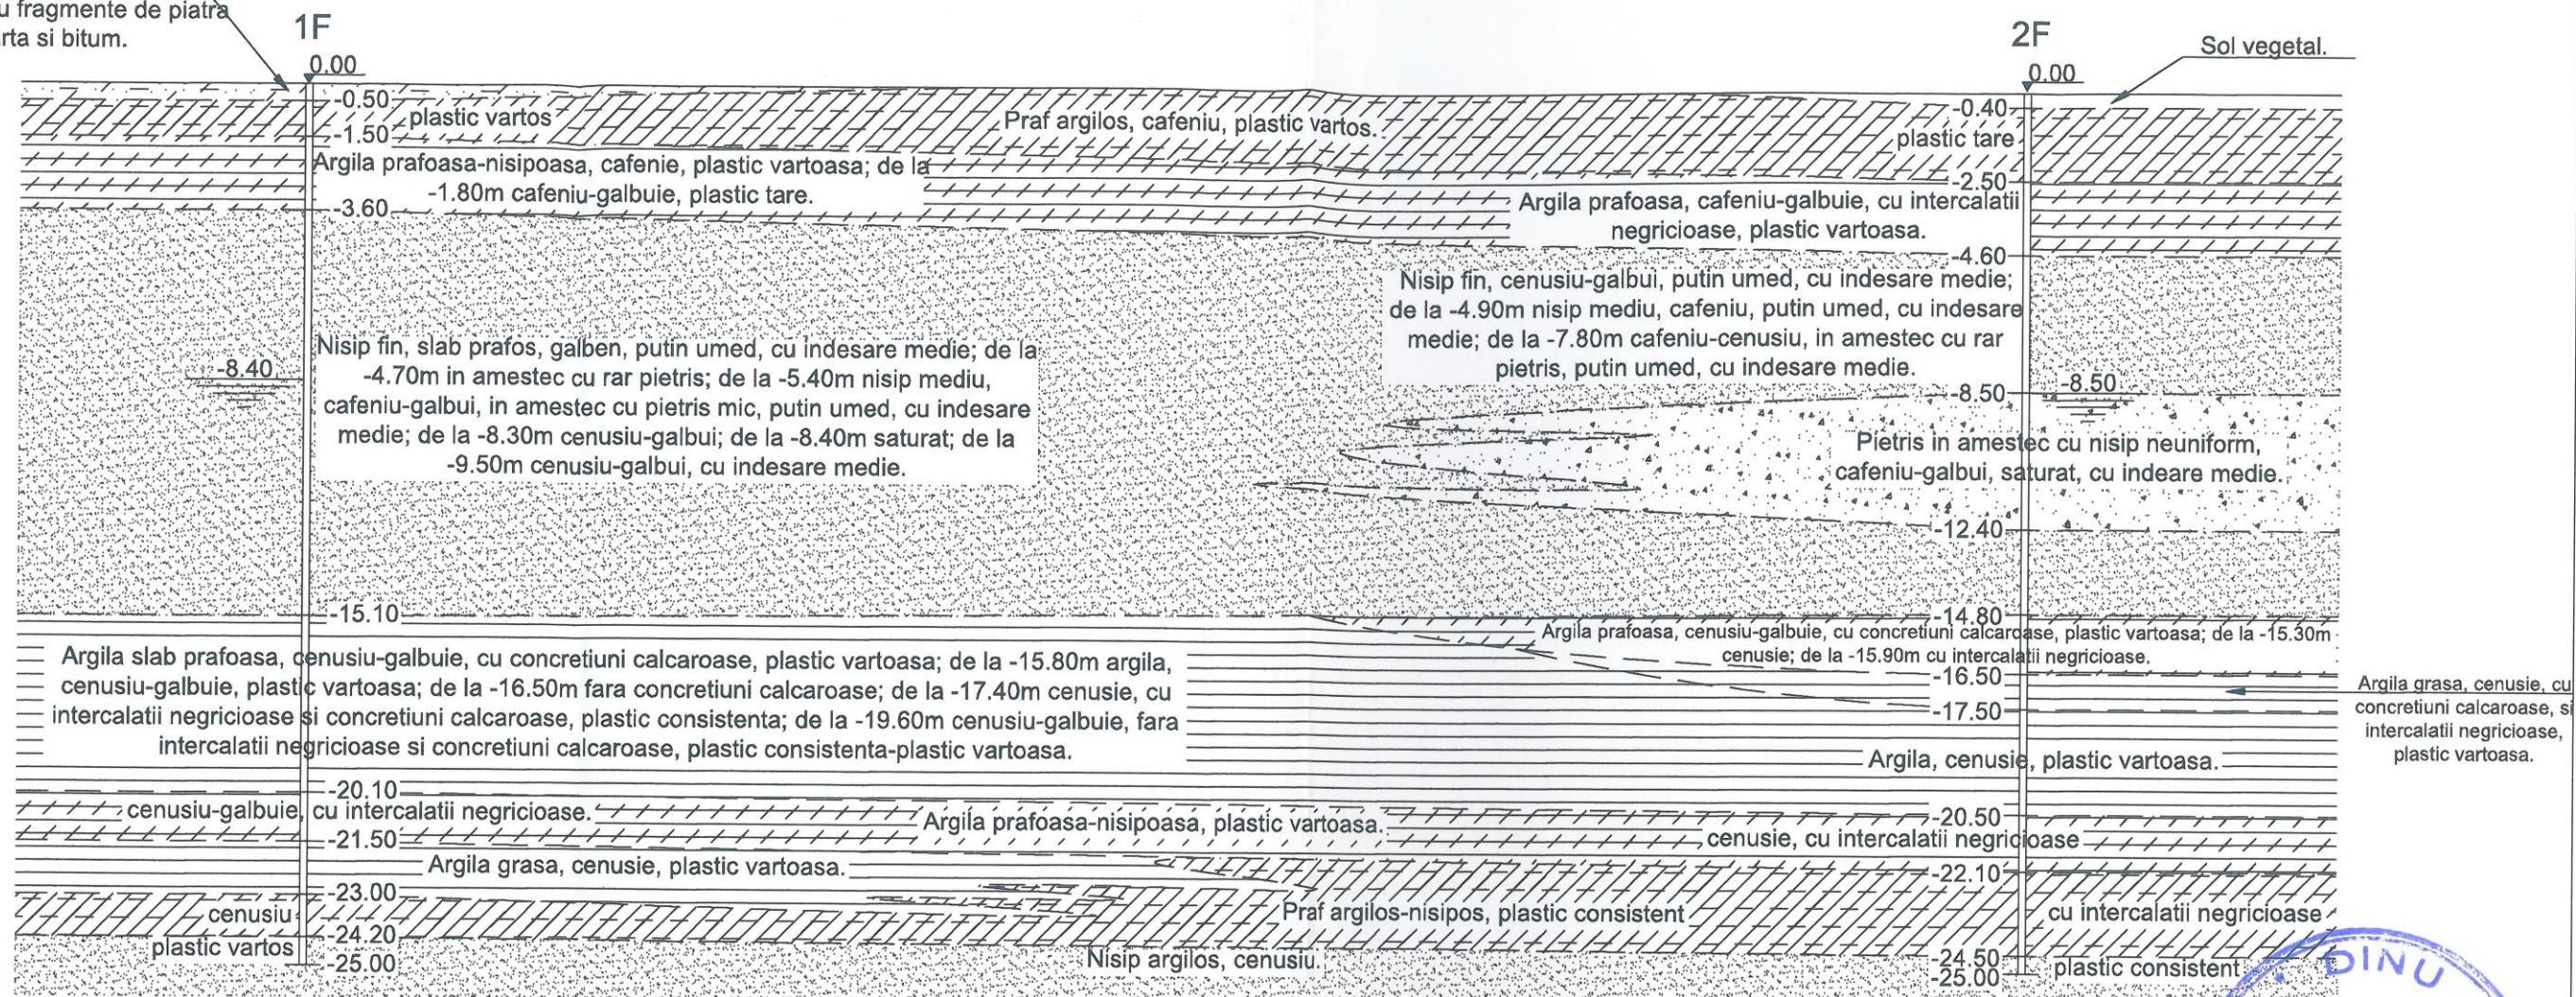 u fragmente de piatra
rta si bitum.
1F
0.00
2F
0.00
Sol vegetal.
-0.50
plastic vartos
-1.50
Praf argilos, cafeniu, plastic vartos.
-0.40
plastic tare
-2.50
Argila prafoasa-nisipoasa, cafenie, plastic vartoasa; de la
-1.80m cafeniu-galbuie, plastic tare.
-3.60
Argila prafoasa, cafeniu-galbuie, cu intercalatii
negricioase, plastic vartoasa.
-4.60
Nisip fin, cenusiu-galbui, putin umed, cu indesare medie;
de la -4.90m nisip mediu, cafeniu, putin umed, cu indesare
medie; de la -7.80m cafeniu-cenusiu, in amestec cu rar
pietris, putin umed, cu indesare medie.
-8.40
Nisip fin, slab prafos, galben, putin umed, cu indesare medie; de la
-4.70m in amestec cu rar pietris; de la -5.40m nisip mediu,
cafeniu-galbui, in amestec cu pietris mic, putin umed, cu indesare
medie; de la -8.30m cenusiu-galbui; de la -8.40m saturat; de la
-9.50m cenusiu-galbui, cu indesare medie.
-8.50
-8.50
Pietris in amestec cu nisip neuniform,
cafeniu-galbui, saturat, cu indeare medie.
-12.40
-15.10
-14.80
Argila prafoasa, cenusiu-galbuie, cu concretiuni calcaroase, plastic vartoasa; de la -15.30m
cenusie; de la -15.90m cu intercalatii negricioase.
Argila slab prafoasa, cenusiu-galbuie, cu concretiuni calcaroase, plastic vartoasa; de la -15.80m argila,
cenusiu-galbuie, plastic vartoasa; de la -16.50m fara concretiuni calcaroase; de la -17.40m cenusie, cu
intercalatii negricioase si concretiuni calcaroase, plastic consistenta; de la -19.60m cenusiu-galbuie, fara
intercalatii negricioase si concretiuni calcaroase, plastic consistenta-plastic vartoasa.
-16.50
-17.50
Argila grasa, cenusie, cu
concretiuni calcaroase, si
intercalatii negricioase,
plastic vartoasa.
Argila, cenusie, plastic vartoasa.
-20.10
cenusiu-galbuie, cu intercalatii negricioase.
-21.50
Argila prafoasa-nisipoasa, plastic vartoasa.
-20.50
cenusie, cu intercalatii negricioase
Argila grasa, cenusie, plastic vartoasa.
-22.10
-23.00
cenusiu
Praf argilos-nisipos, plastic consistent
cu intercalatii negricioase
-24.20
plastic vartos
-25.00
Nisip argilos, cenusiu.
-24.50
-25.00
plastic consistent
DINU